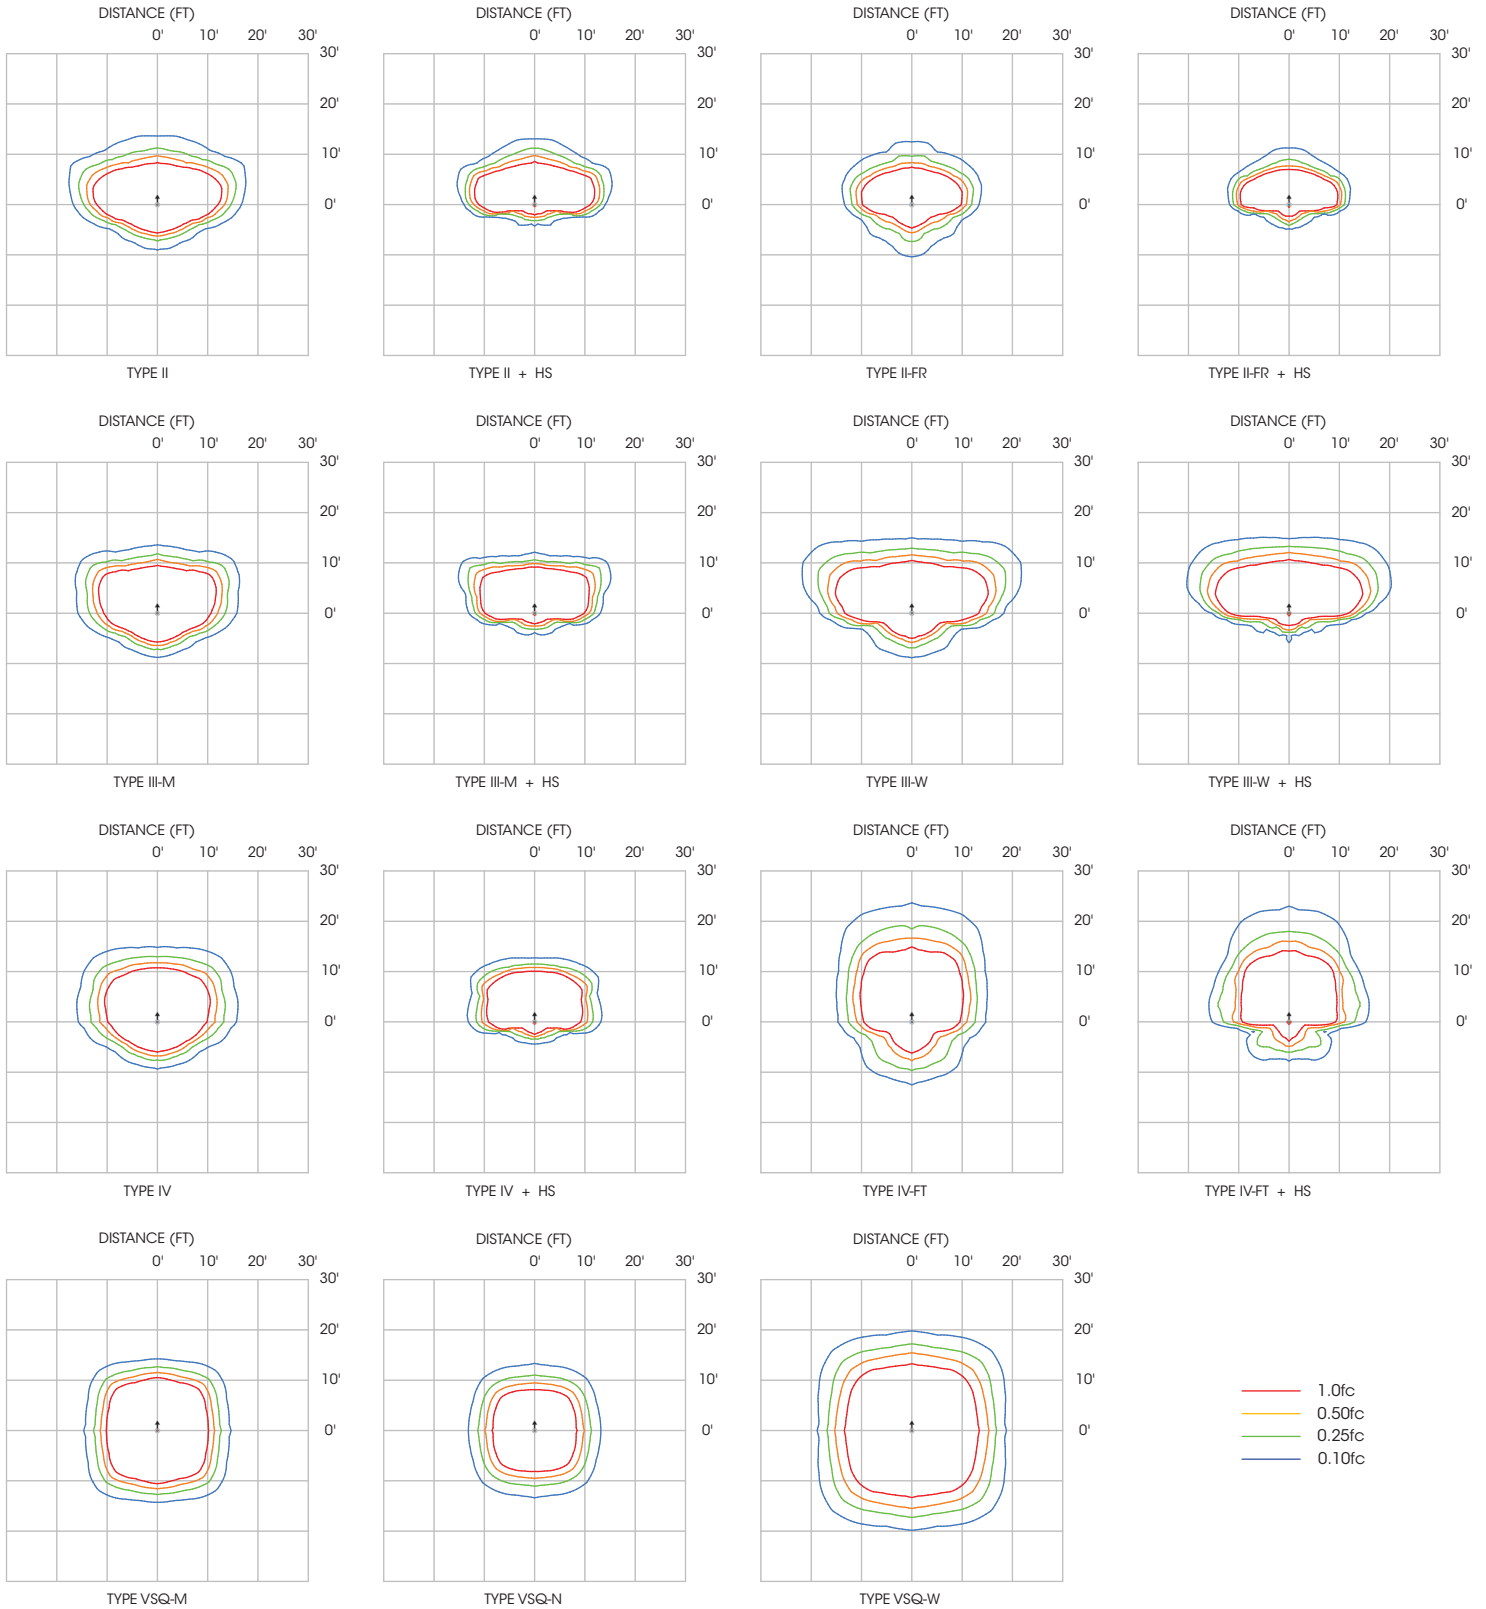 DISTANCE (FT) DISTANCE (FT) DISTANCE (FT) DISTANCE (FT)
0' 10' 20' 30' 0' 10' 20' 30' 0' 10' 20' 30' 0' 10' 20' 30'
30' 30' 30' 30'
20' 20' 20' 20'
10' 10' 10' 10'
0' 0' 0' 0'
TYPE II TYPE II + HS TYPE II-FR TYPE II-FR + HS
DISTANCE (FT) DISTANCE (FT) DISTANCE (FT) DISTANCE (FT)
0' 10' 20' 30' 0' 10' 20' 30' 0' 10' 20' 30' 0' 10' 20' 30'
30' 30' 30' 30'
20' 20' 20' 20'
10' 10' 10' 10'
0' 0' 0' 0'
TYPE III-M TYPE III-M + HS TYPE III-W TYPE III-W + HS
DISTANCE (FT) DISTANCE (FT) DISTANCE (FT) DISTANCE (FT)
0' 10' 20' 30' 0' 10' 20' 30' 0' 10' 20' 30' 0' 10' 20' 30'
30' 30' 30' 30'
20' 20' 20' 20'
10' 10' 10' 10'
0' 0' 0' 0'
TYPE IV TYPE IV + HS TYPE IV-FT TYPE IV-FT + HS
DISTANCE (FT) DISTANCE (FT) DISTANCE (FT)
0' 10' 20' 30' 0' 10' 20' 30' 0' 10' 20' 30'
30' 30' 30'
20' 20' 20'
10' 10' 10'
0' 0' 0'
TYPE VSQ-M TYPE VSQ-N TYPE VSQ-W
1.0fc
0.50fc
0.25fc
0.10fc